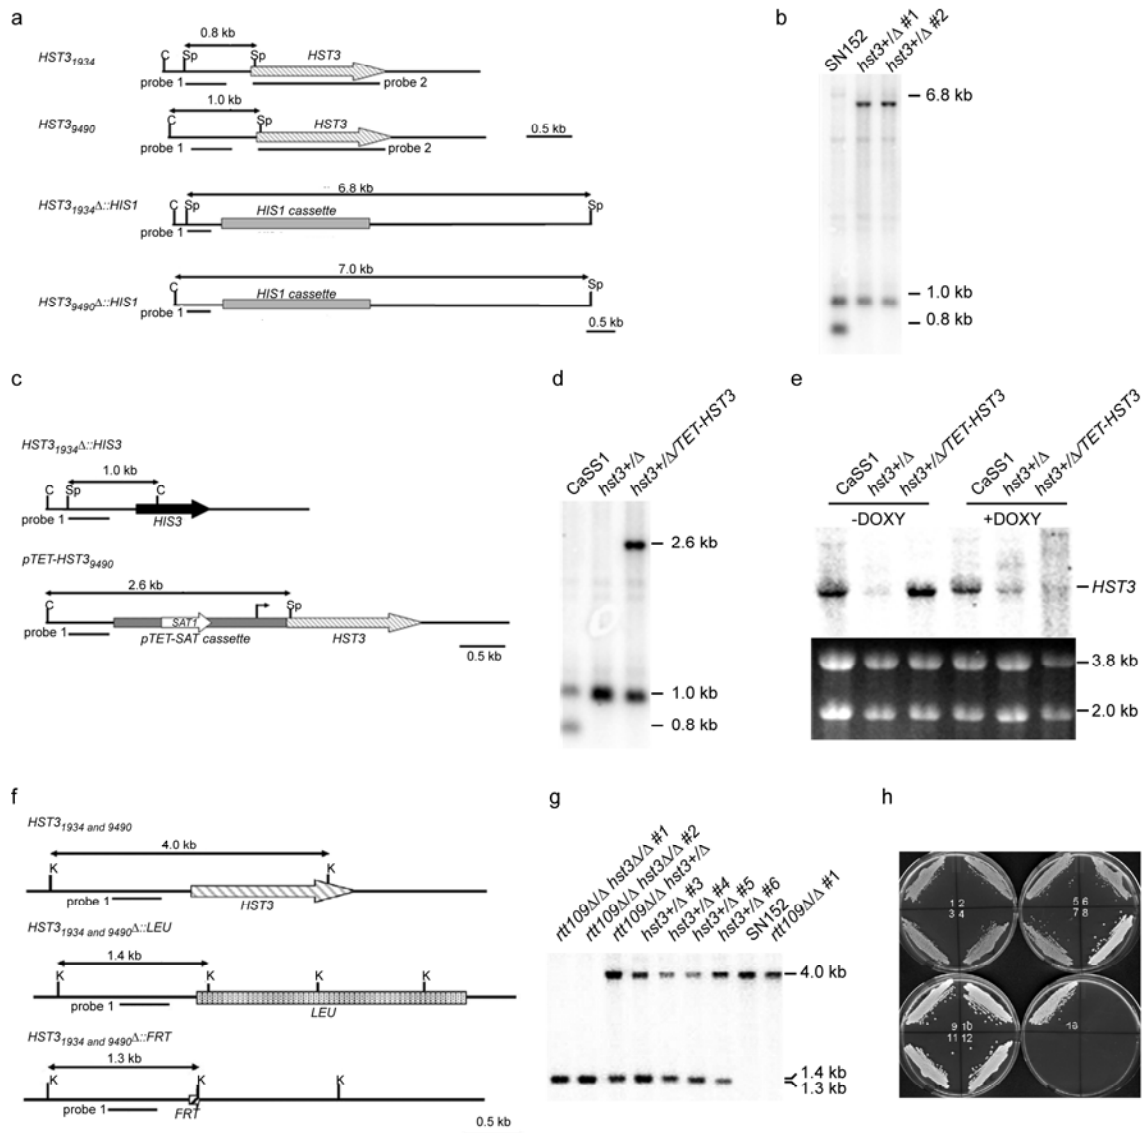 a
0.8 kb
HST3₁₉₃₄
C Sp Sp HST3
probe 1 probe 2
1.0 kb
HST3₉₄₉₀
C Sp HST3
probe 1 probe 2
0.5 kb
6.8 kb
HST3₁₉₃₄Δ::HIS1
C Sp Sp
HIS1 cassette
probe 1
7.0 kb
HST3₉₄₉₀Δ::HIS1
C Sp
HIS1 cassette
probe 1
0.5 kb
b
SN152
hst3+/Δ #1
hst3+/Δ #2
6.8 kb
1.0 kb
0.8 kb
c
HST3₁₉₃₄Δ::HIS3
1.0 kb
C Sp C
probe 1 HIS3
pTET-HST3₉₄₉₀
2.6 kb
C Sp
SAT1
probe 1 pTET-SAT cassette HST3
0.5 kb
d
CaSS1
hst3+/Δ
hst3+/Δ/TET-HST3
2.6 kb
1.0 kb
0.8 kb
e
CaSS1
hst3+/Δ
hst3+/Δ/TET-HST3
CaSS1
hst3+/Δ
hst3+/Δ/TET-HST3
-DOXY +DOXY
HST3
3.8 kb
2.0 kb
f
HST3₁₉₃₄ and ₉₄₉₀
4.0 kb
K K
probe 1 HST3
HST3₁₉₃₄ and ₉₄₉₀Δ::LEU
1.4 kb
K K K K
probe 1 LEU
HST3₁₉₃₄ and ₉₄₉₀Δ::FRT
1.3 kb
K K K
probe 1 FRT
0.5 kb
g
rtt109Δ/Δ hst3Δ/Δ #1
rtt109Δ/Δ hst3Δ/Δ #2
rtt109Δ/Δ hst3+/Δ
hst3+/Δ #3
hst3+/Δ #4
hst3+/Δ #5
hst3+/Δ #6
SN152
rtt109Δ/Δ #1
4.0 kb
1.4 kb
1.3 kb
h
1 2
3 4
5 6
7 8
9 10
11 12